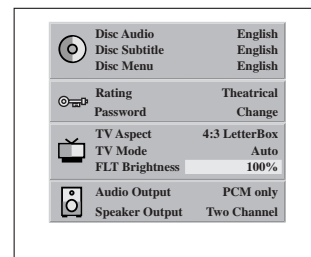 Disc Audio English
Disc Subtitle English
Disc Menu English
Rating Theatrical
Password Change
TV Aspect 4:3 LetterBox
TV Mode Auto
FLT Brightness 100%
Audio Output PCM only
Speaker Output Two Channel